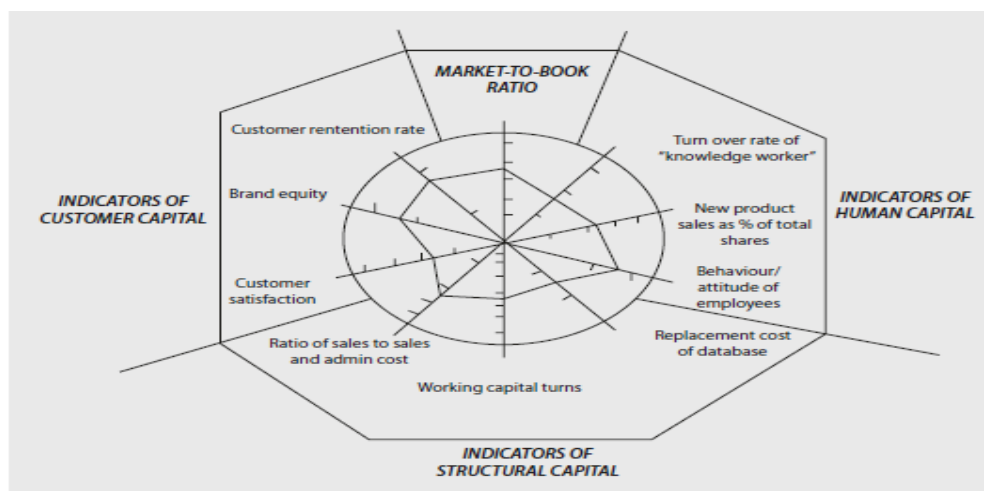 MARKET-TO-BOOK
RATIO
Customer rentention rate
Turn over rate of
“knowledge worker”
Brand equity
INDICATORS OF
CUSTOMER CAPITAL
INDICATORS OF
HUMAN CAPITAL
New product
sales as % of total
shares
Customer
satisfaction
Behaviour/
attitude of
employees
Ratio of sales to sales
and admin cost
Replacement cost
of database
Working capital turns
INDICATORS OF
STRUCTURAL CAPITAL